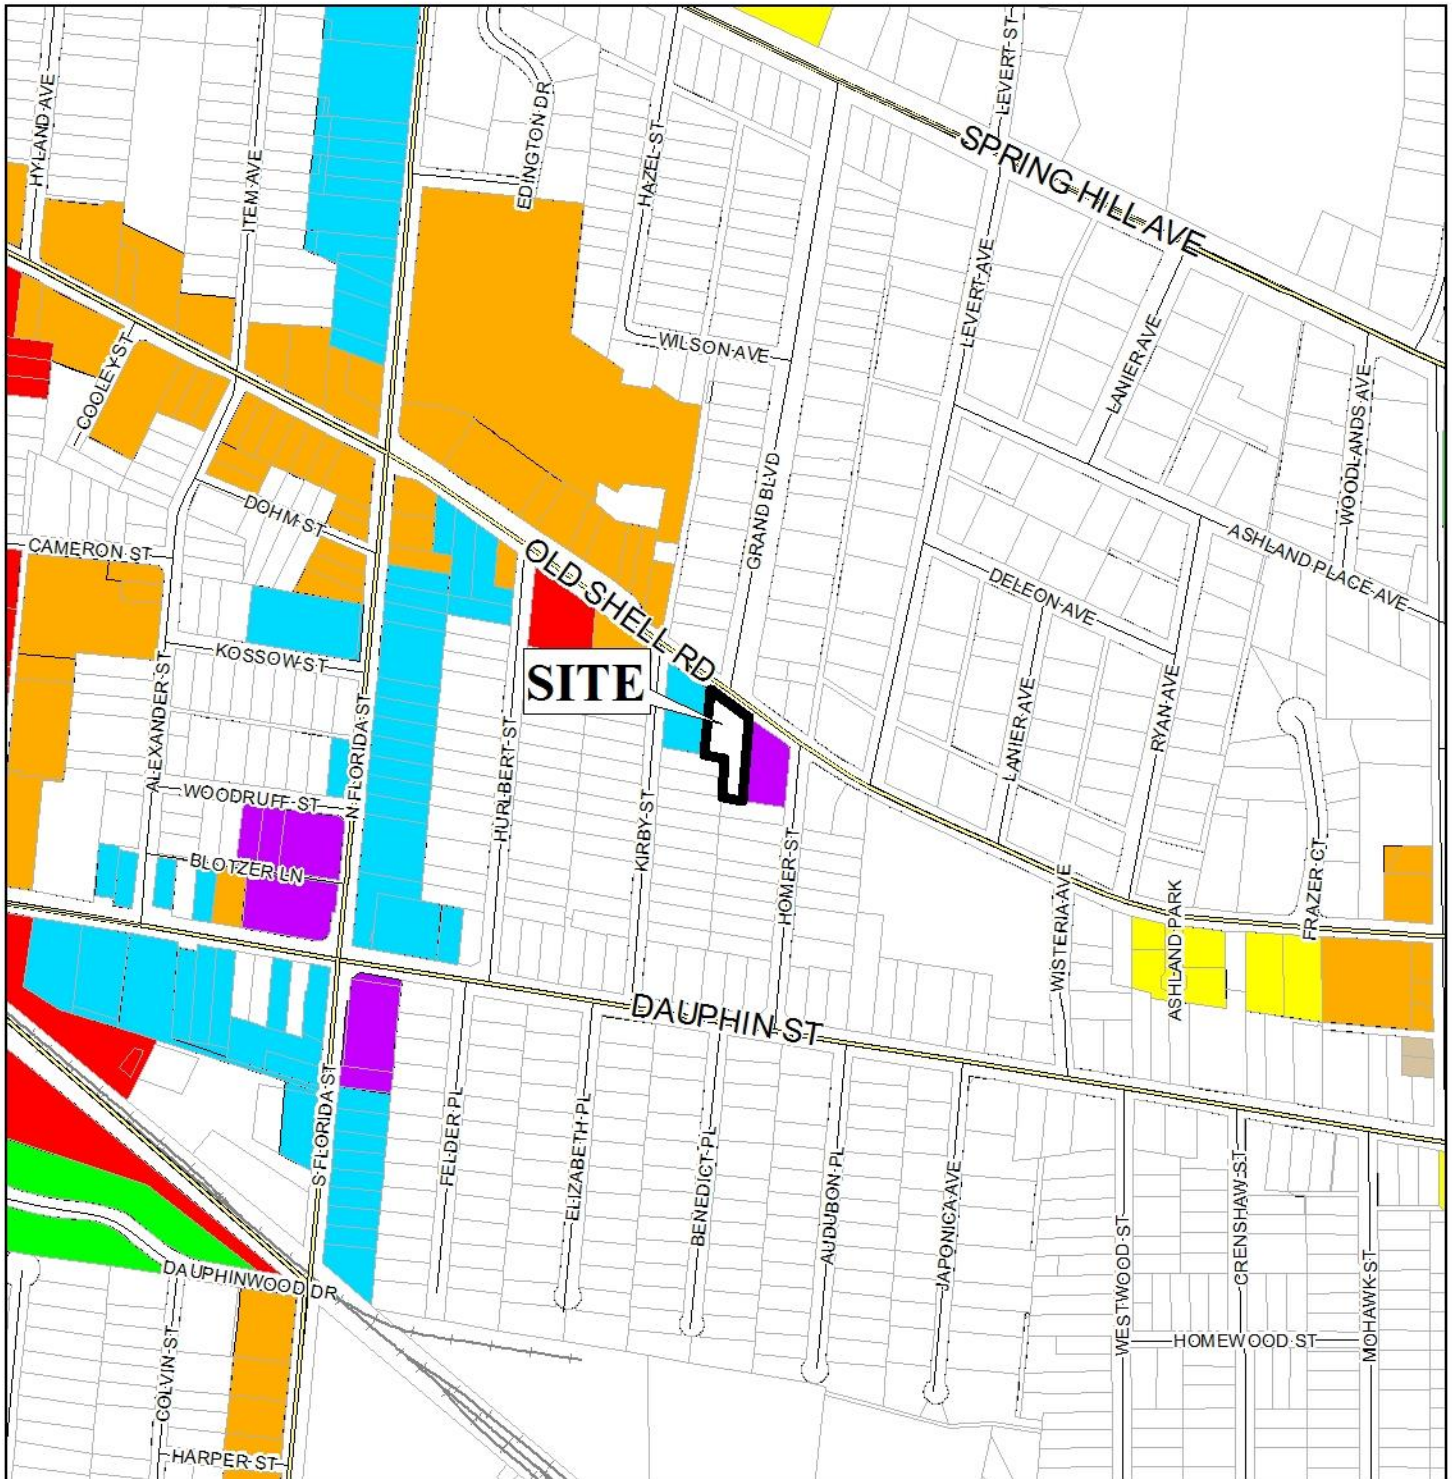 LEVERT ST
HYLAND AVE
ITEM AVE
EDINGTON DR
HAZEL ST
SPRING HILL AVE
LEVERT AVE
COOLEY ST
WILSON AVE
LANIER AVE
WOODLANDS AVE
GRAND BLVD
DOHM ST
CAMERON ST
OLD SHELL RD
ASHLAND PLACE AVE
DELEON AVE
KOSSOW ST
SITE
ALEXANDER ST
N FLORIDA ST
HURLBERT ST
KIRBY ST
LANIER AVE
RYAN AVE
WOODRUFF ST
BLOTZER LN
HOMER ST
WISTERIA AVE
ASHLAND PARK
FRAZER CT
DAUPHIN ST
S FLORIDA ST
FELDER PL
ELIZABETH PL
BENEDICT PL
AUDUBON PL
JAPONICA AVE
WESTWOOD ST
CRENSHAW ST
MOHAWK ST
DAUPHINWOOD DR
COLVIN ST
HOMEWOOD ST
HARPER ST